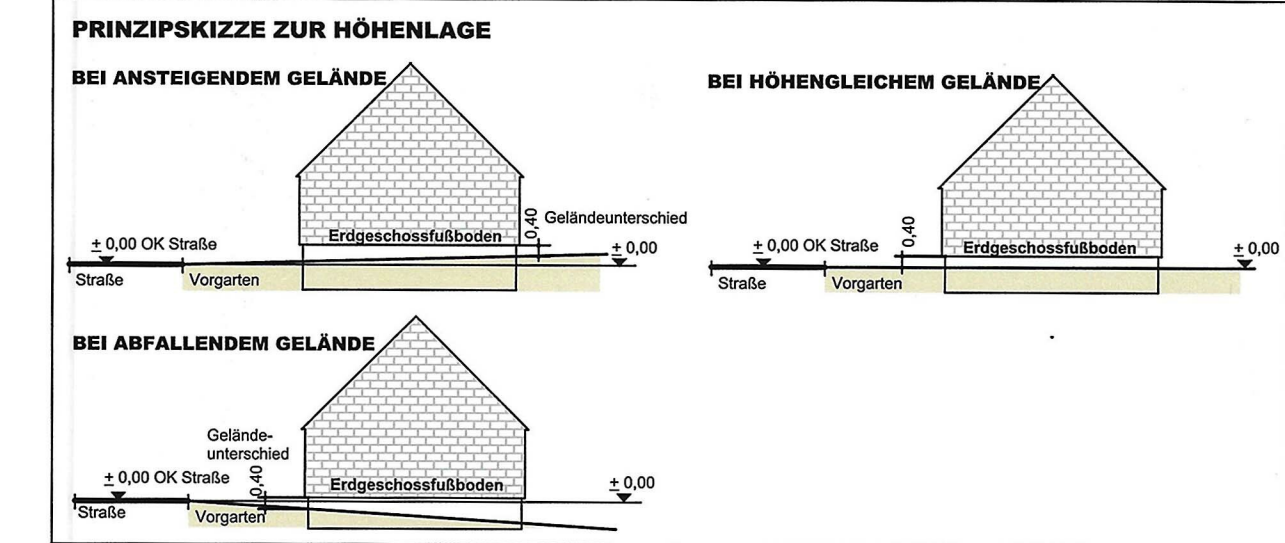 PRINZIPSKIZZE ZUR HÖHENLAGE
BEI ANSTEIGENDEM GELÄNDE
0,40
Geländeunterschied
Erdgeschossfußboden
± 0,00 OK Straße
± 0,00
Straße
Vorgarten
BEI HÖHENGLEICHEM GELÄNDE
0,40
± 0,00 OK Straße
Erdgeschossfußboden
± 0,00
Straße
Vorgarten
BEI ABFALLENDEM GELÄNDE
Gelände-
unterschied
0,40
± 0,00 OK Straße
Erdgeschossfußboden
± 0,00
Straße
Vorgarten